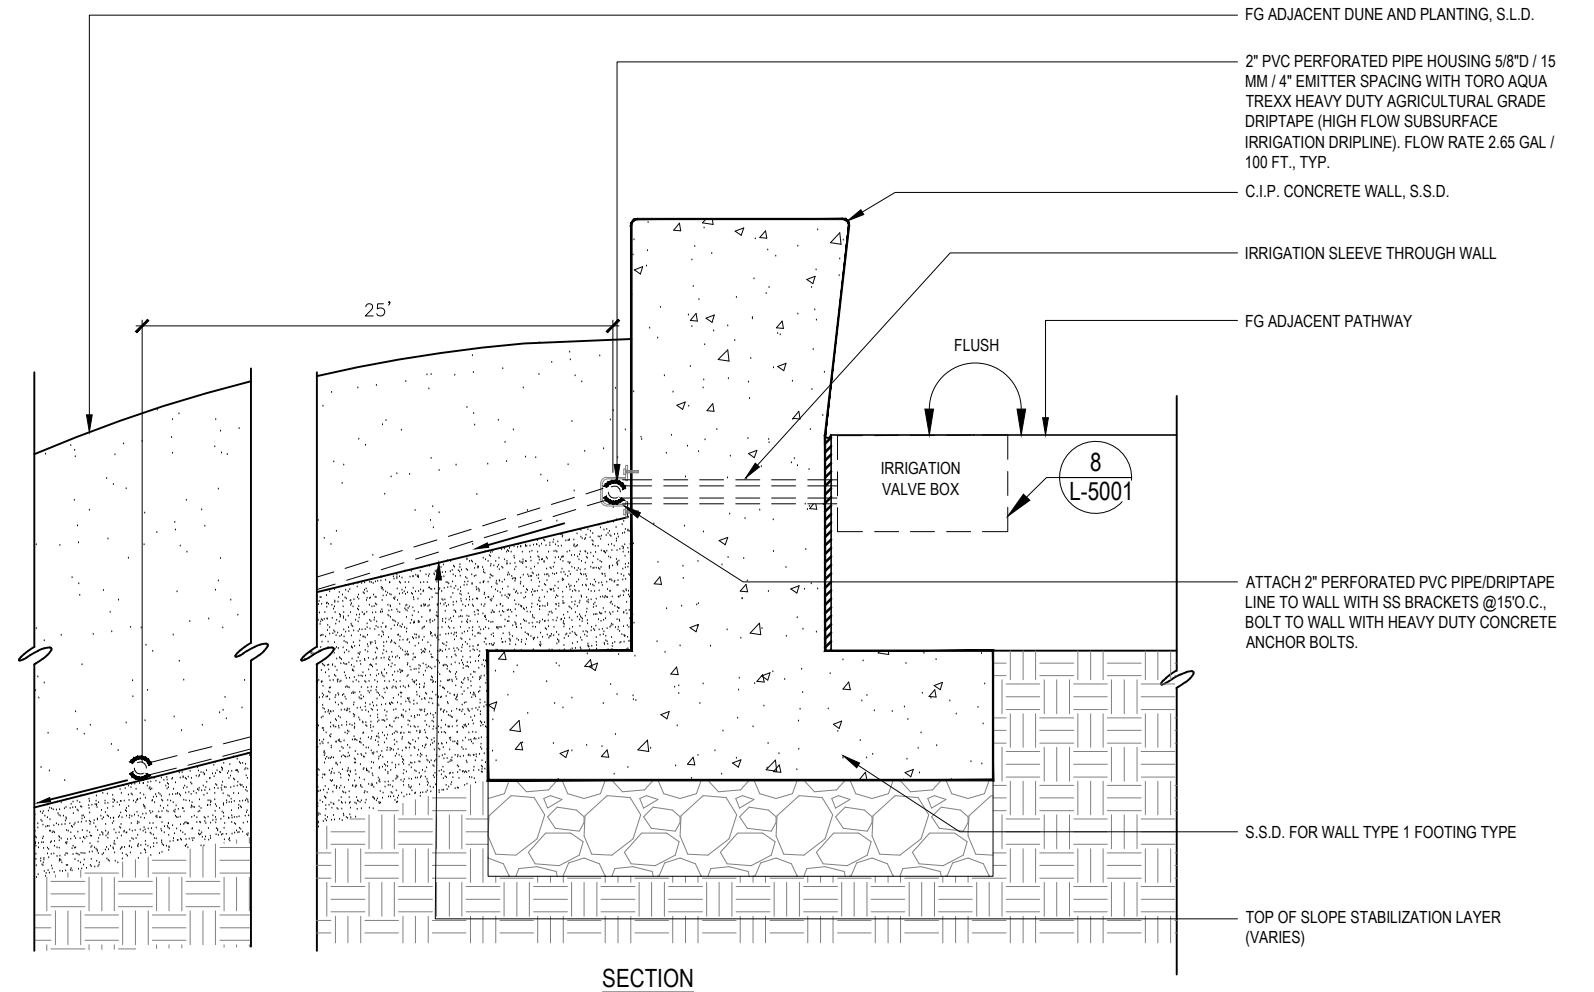 FG ADJACENT DUNE AND PLANTING, S.L.D.
2" PVC PERFORATED PIPE HOUSING 5/8"D / 15
MM / 4" EMITTER SPACING WITH TORO AQUA
TREXX HEAVY DUTY AGRICULTURAL GRADE
DRIPTAPE (HIGH FLOW SUBSURFACE
IRRIGATION DRIPLINE). FLOW RATE 2.65 GAL /
100 FT., TYP.
C.I.P. CONCRETE WALL, S.S.D.
IRRIGATION SLEEVE THROUGH WALL
25'
FG ADJACENT PATHWAY
FLUSH
IRRIGATION
VALVE BOX
8
L-5001
ATTACH 2" PERFORATED PVC PIPE/DRIPTAPE
LINE TO WALL WITH SS BRACKETS @15'O.C.,
BOLT TO WALL WITH HEAVY DUTY CONCRETE
ANCHOR BOLTS.
S.S.D. FOR WALL TYPE 1 FOOTING TYPE
TOP OF SLOPE STABILIZATION LAYER
(VARIES)
SECTION